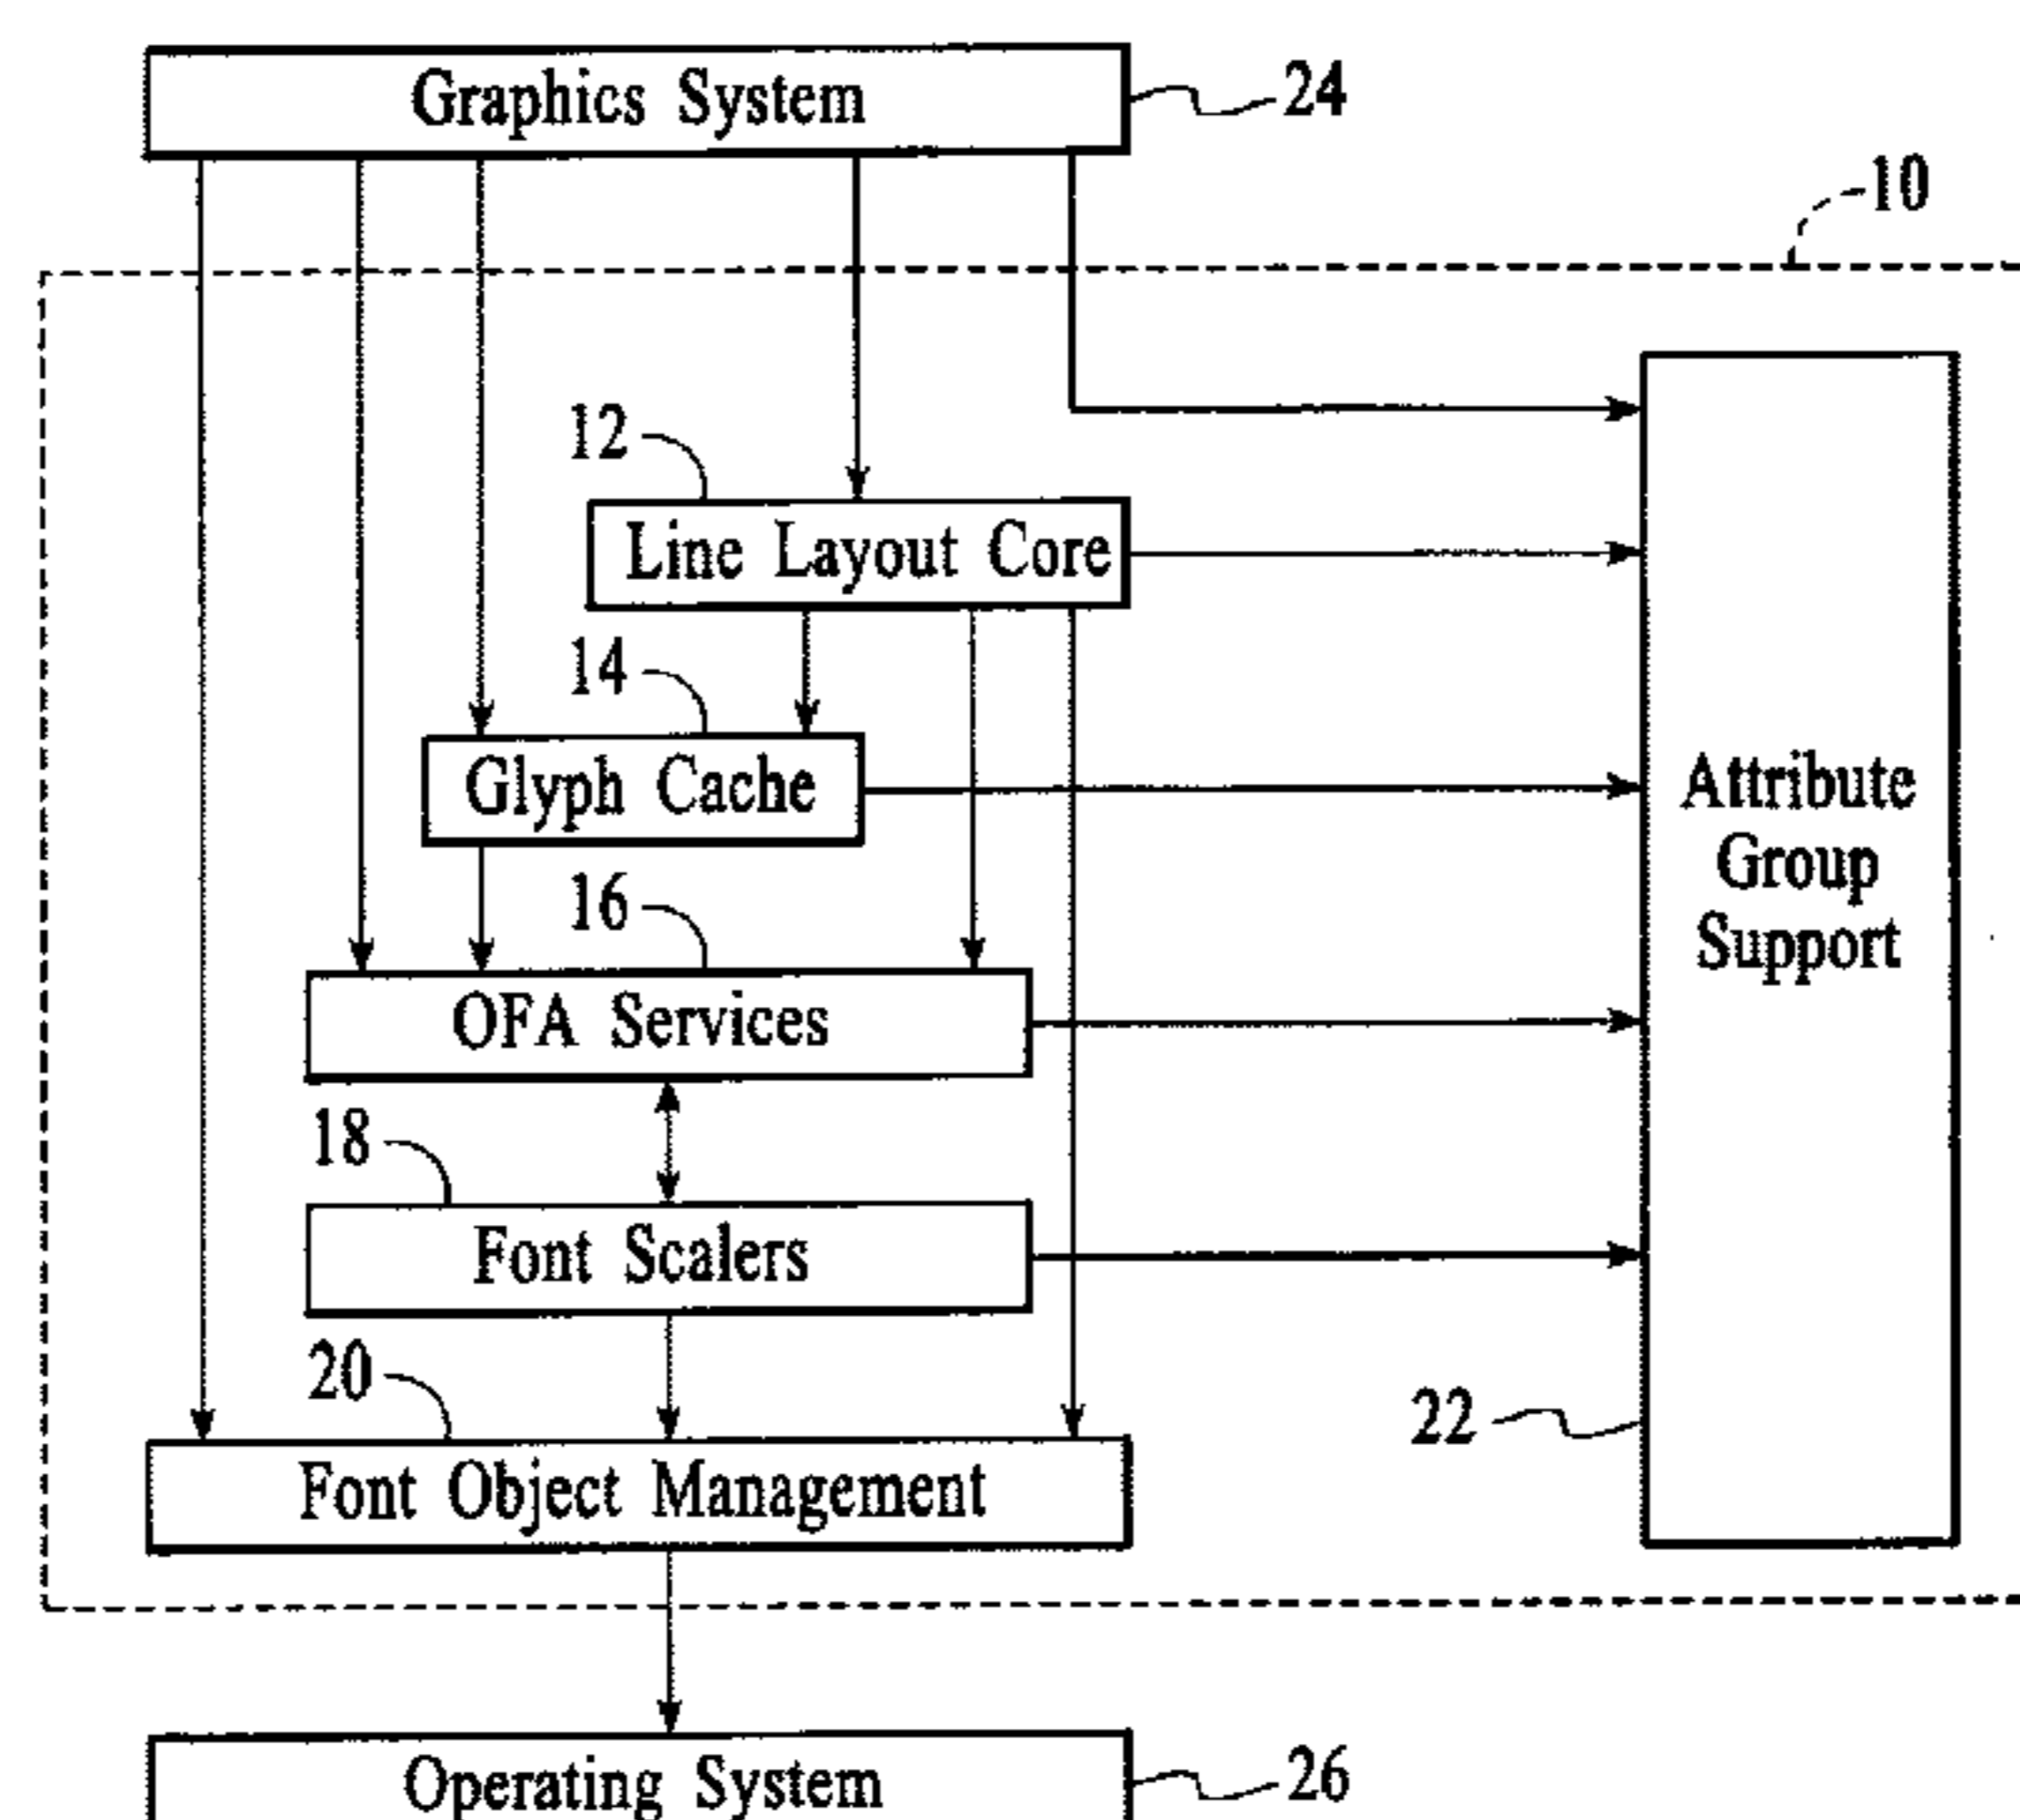 Graphics System
24
10
12
Line Layout Core
14
Glyph Cache
16
OFA Services
18
Font Scalers
20
Font Object Management
Attribute
Group
Support
22
Operating System
26